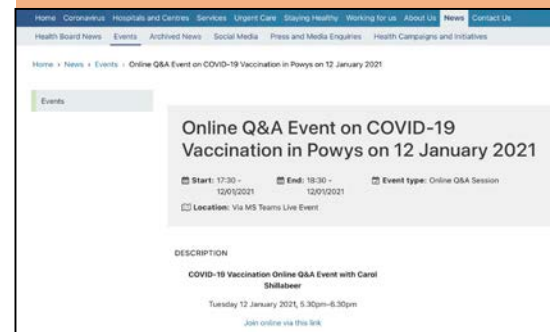 Home Coronavirus Hospitals and Centres Services Urgent Care Staying Healthy Working for us About Us News Contact Us
Health Board News Events Archived News Social Media Press and Media Enquiries Health Campaigns and Initiatives
Home › News › Events › Online Q&A Event on COVID-19 Vaccination in Powys on 12 January 2021
Events
Online Q&A Event on COVID-19
Vaccination in Powys on 12 January 2021
Start: 17:30 -
12/01/2021
End: 18:30 -
12/01/2021
Event type: Online Q&A Session
Location: Via MS Teams Live Event
DESCRIPTION
COVID-19 Vaccination Online Q&A Event with Carol
Shillabeer
Tuesday 12 January 2021, 5.30pm-6.30pm
Join online via this link